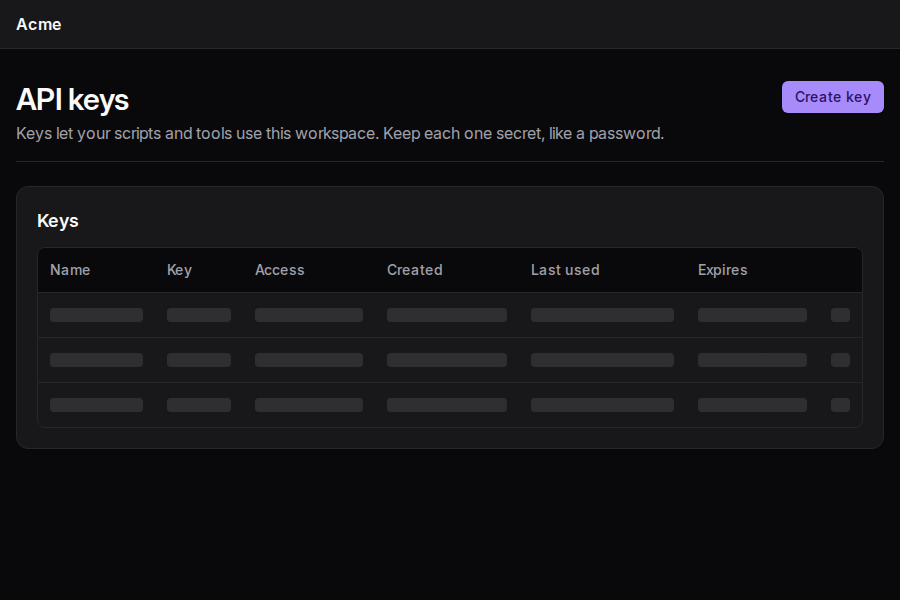 Acme
API keys
Create key
Keys let your scripts and tools use this workspace. Keep each one secret, like a password.
Keys
Name Key Access Created Last used Expires